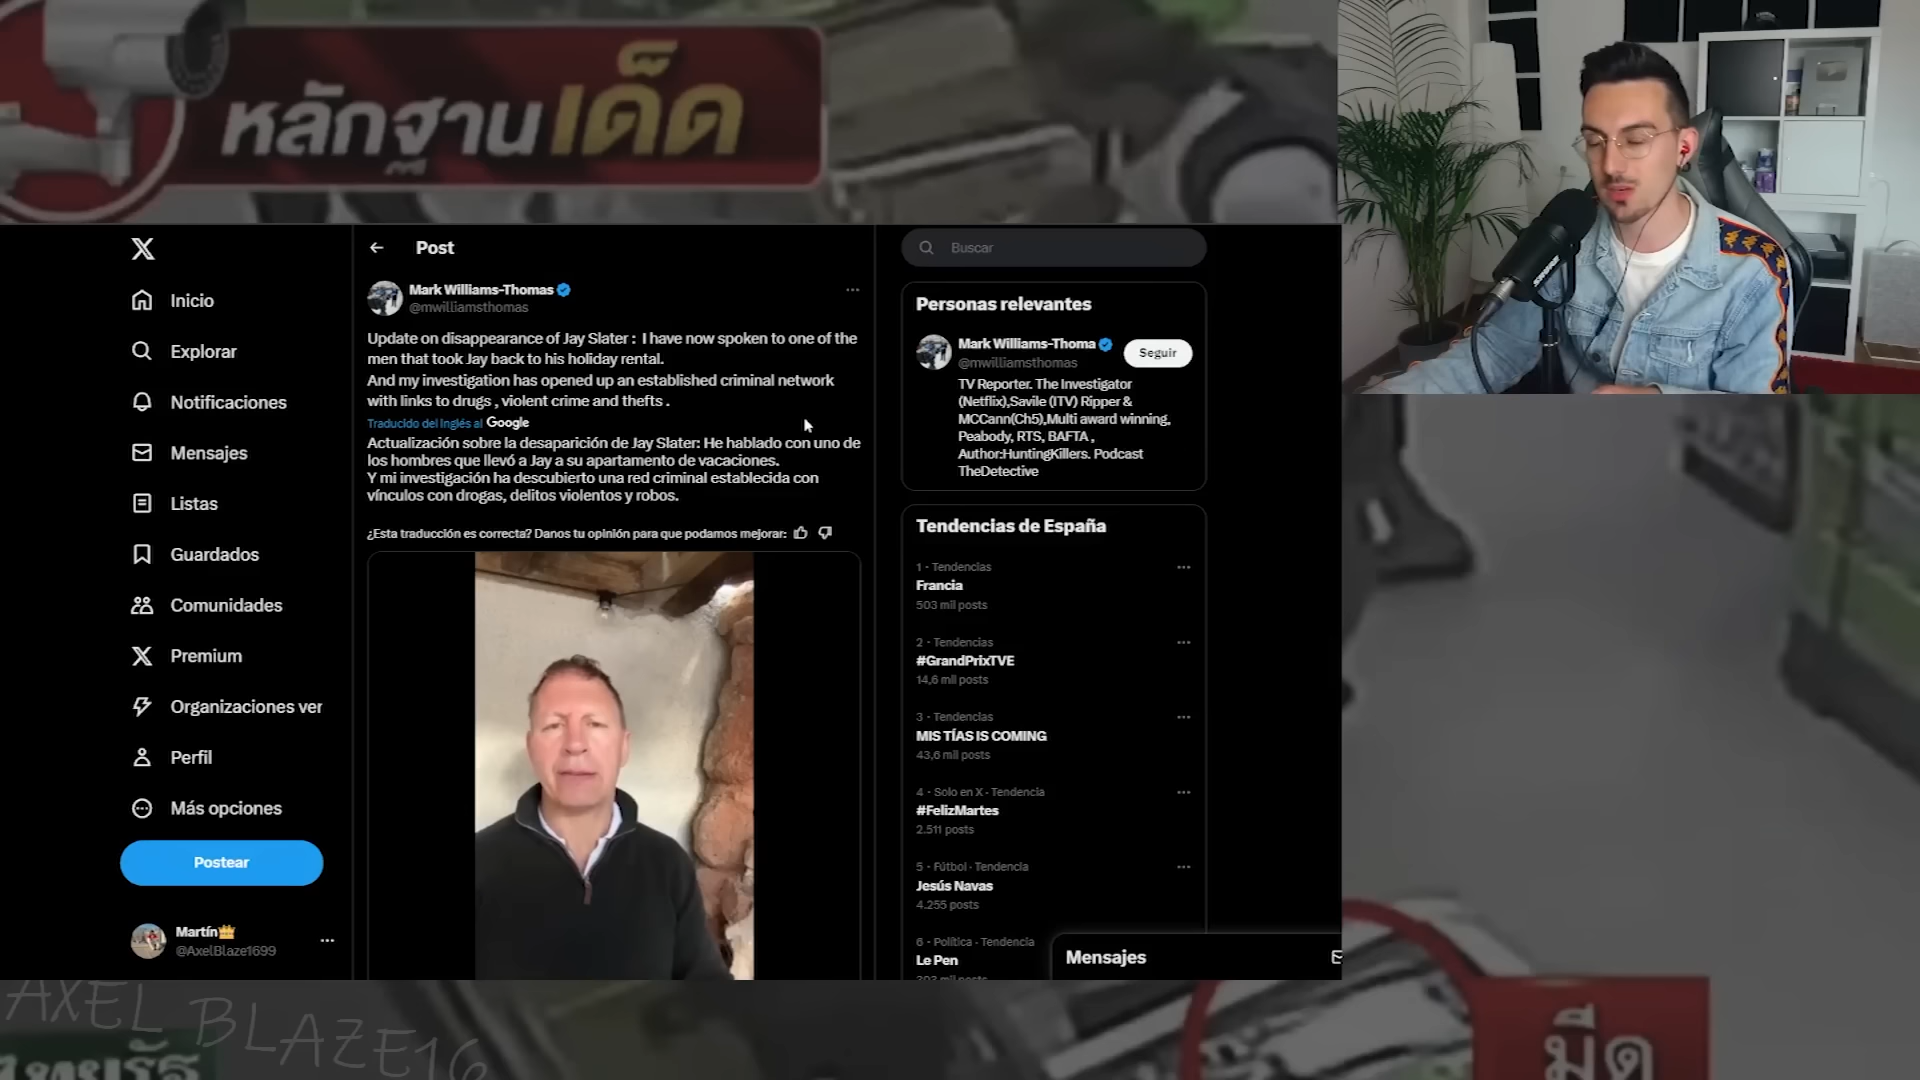 หลักฐานเด็ด
Inicio
Explorar
Notificaciones
Mensajes
Listas
Guardados
Comunidades
Premium
Organizaciones ver
Perfil
Más opciones
Postear
Martín👑
@AxelBlaze1699
Post
Mark Williams-Thomas
@mwilliamsthomas
Update on disappearance of Jay Slater : I have now spoken to one of the
men that took Jay back to his holiday rental.
And my investigation has opened up an established criminal network
with links to drugs , violent crime and thefts .
Traducido del Inglés al Google
Actualización sobre la desaparición de Jay Slater: He hablado con uno de
los hombres que llevó a Jay a su apartamento de vacaciones.
Y mi investigación ha descubierto una red criminal establecida con
vínculos con drogas, delitos violentos y robos.
¿Esta traducción es correcta? Danos tu opinión para que podamos mejorar:
Buscar
Personas relevantes
Mark Williams-Thoma
@mwilliamsthomas
Seguir
TV Reporter. The Investigator
(Netflix),Savile (ITV) Ripper &
MCCann(Ch5),Multi award winning,
Peabody, RTS, BAFTA ,
Author:HuntingKillers. Podcast
TheDetective
Tendencias de España
1 · Tendencias
Francia
503 mil posts
2 · Tendencias
#GrandPrixTVE
14,6 mil posts
3 · Tendencias
MIS TÍAS IS COMING
43,6 mil posts
4 · Solo en X · Tendencia
#FelizMartes
2.511 posts
5 · Fútbol · Tendencia
Jesús Navas
4.255 posts
6 · Política · Tendencia
Le Pen
Mensajes
AXEL BLAZE16
ไทยรัฐ
มีด